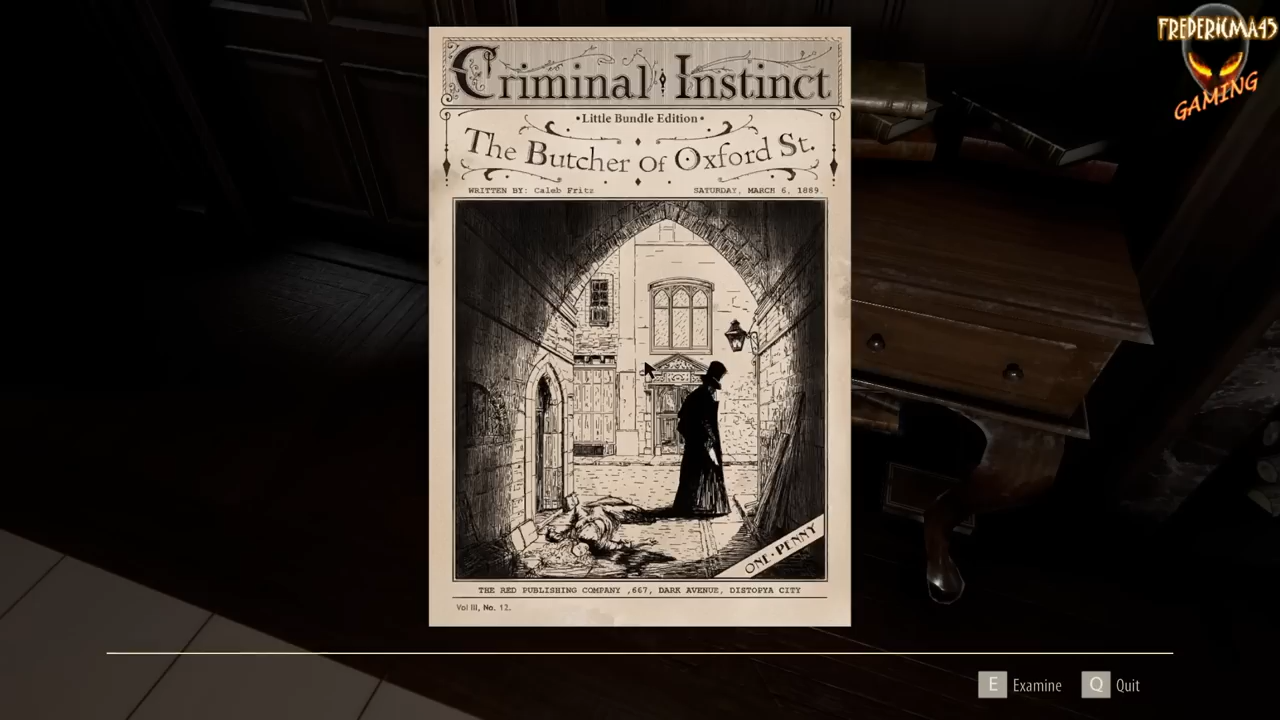 FREDERICMA45
GAMING
Criminal Instinct
•Little Bundle Edition•
The Butcher of Oxford St.
WRITTEN BY: Caleb Fritz
SATURDAY, MARCH 6, 1889.
ONE·PENNY
THE RED PUBLISHING COMPANY ,667, DARK AVENUE, DISTOPYA CITY
Vol III, No. 12.
E Examine
Q Quit